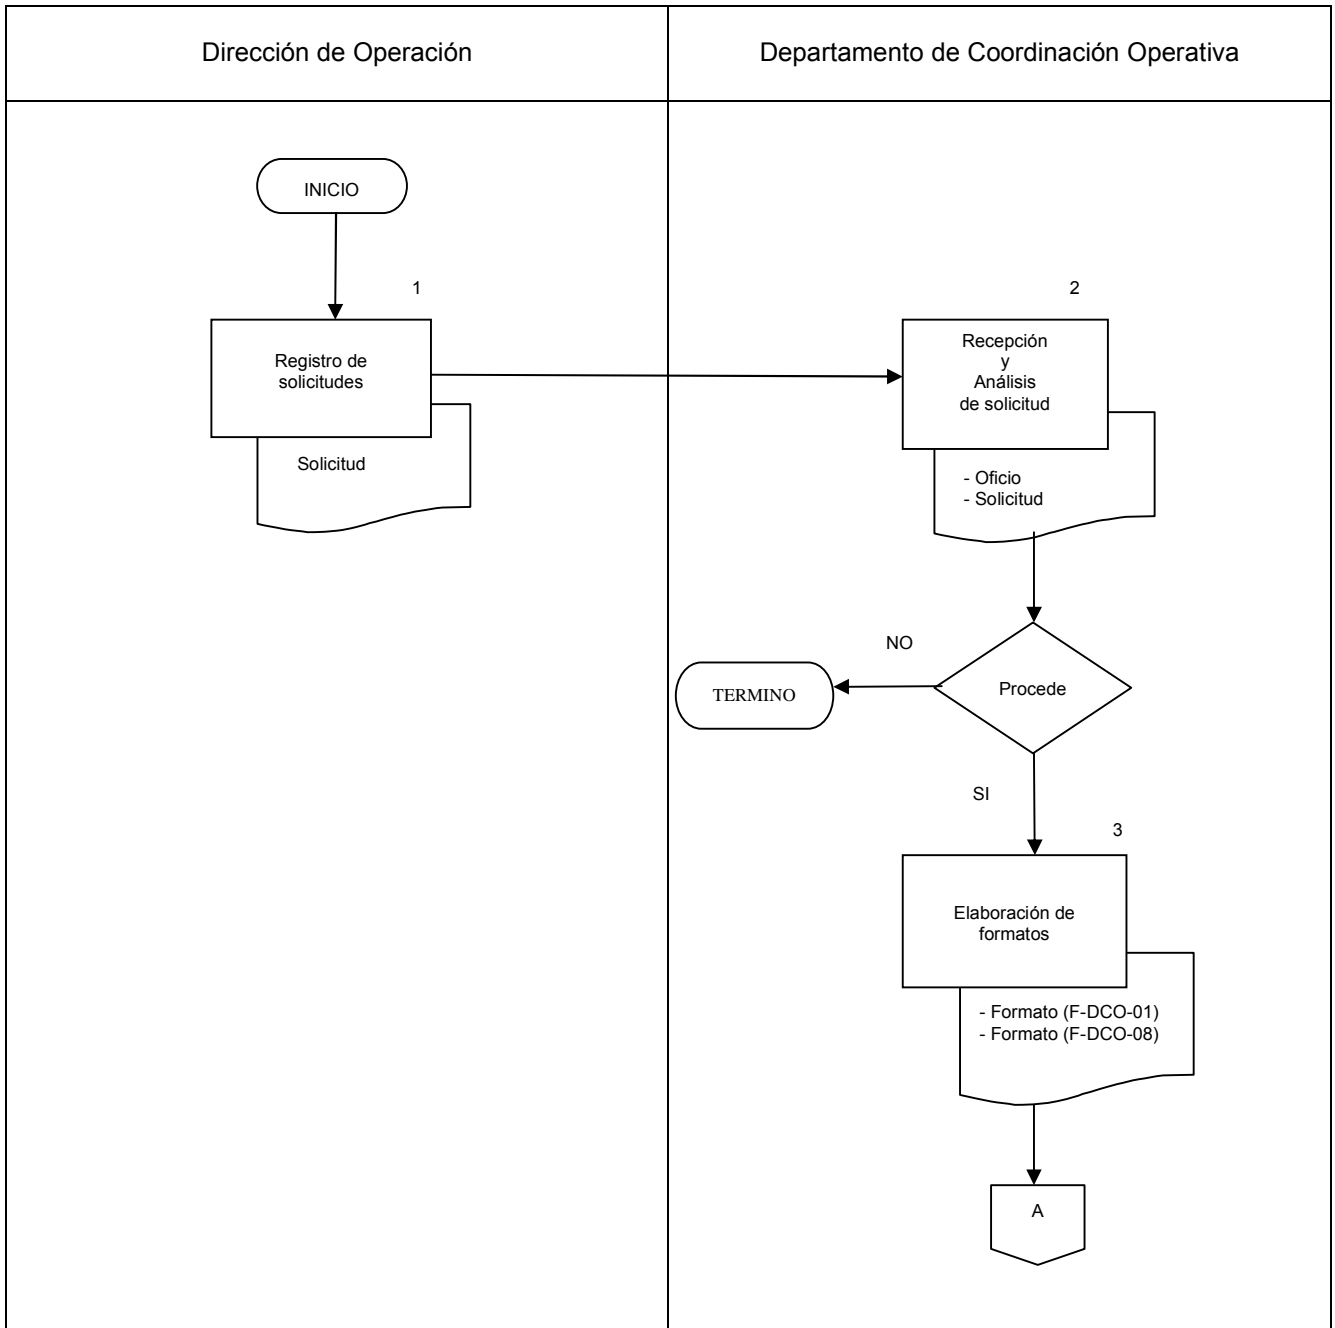 Dirección de Operación
Departamento de Coordinación Operativa
INICIO
1
Registro de
solicitudes
Solicitud
2
Recepción
y
Análisis
de solicitud
- Oficio
- Solicitud
NO
TERMINO
Procede
SI
3
Elaboración de
formatos
- Formato (F-DCO-01)
- Formato (F-DCO-08)
A